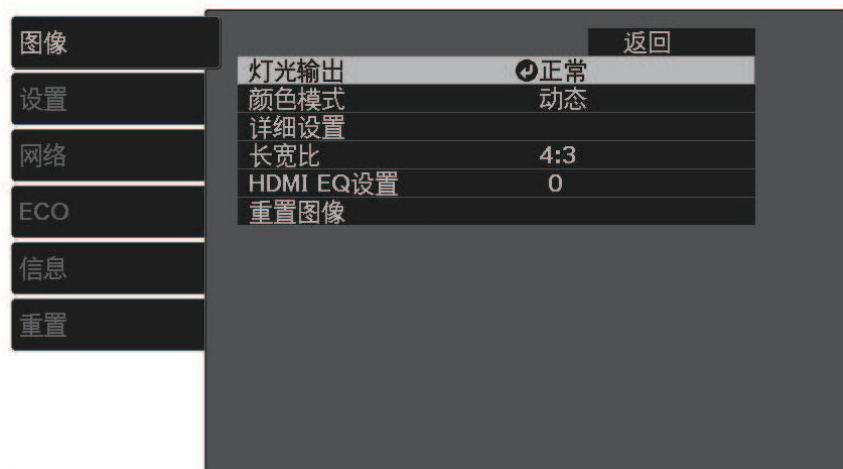 图像
设置
网络
ECO
信息
重置
返回
灯光输出 正常
颜色模式 动态
详细设置
长宽比 4:3
HDMI EQ设置 0
重置图像